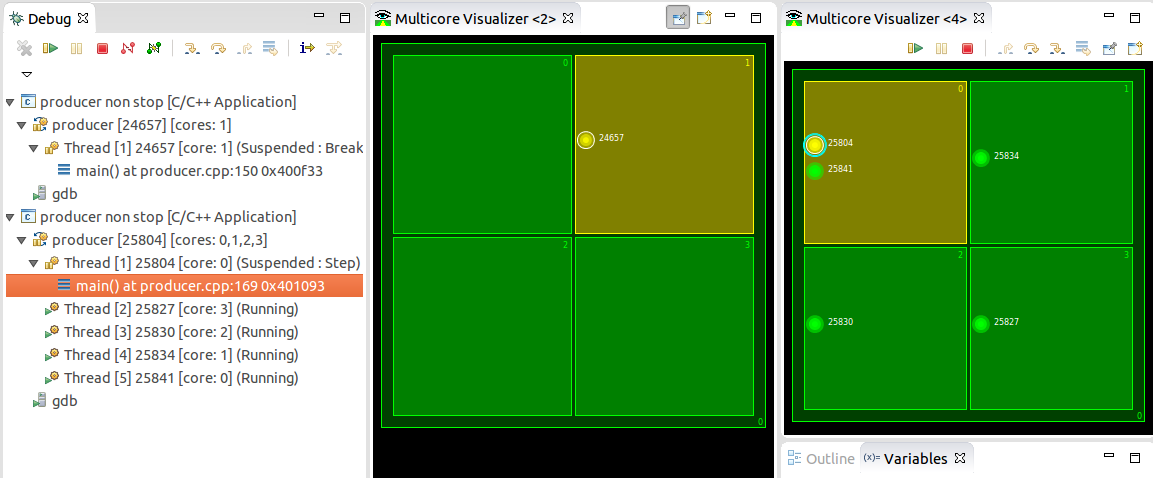 Debug
producer non stop [C/C++ Application]
producer [24657] [cores: 1]
Thread [1] 24657 [core: 1] (Suspended : Break
main() at producer.cpp:150 0x400f33
gdb
producer non stop [C/C++ Application]
producer [25804] [cores: 0,1,2,3]
Thread [1] 25804 [core: 0] (Suspended : Step)
main() at producer.cpp:169 0x401093
Thread [2] 25827 [core: 3] (Running)
Thread [3] 25830 [core: 2] (Running)
Thread [4] 25834 [core: 1] (Running)
Thread [5] 25841 [core: 0] (Running)
gdb
Multicore Visualizer <2>
0
1
24657
2
3
0
Multicore Visualizer <4>
0
1
25804
25841
25834
2
3
25830
25827
0
Outline
(x)= Variables